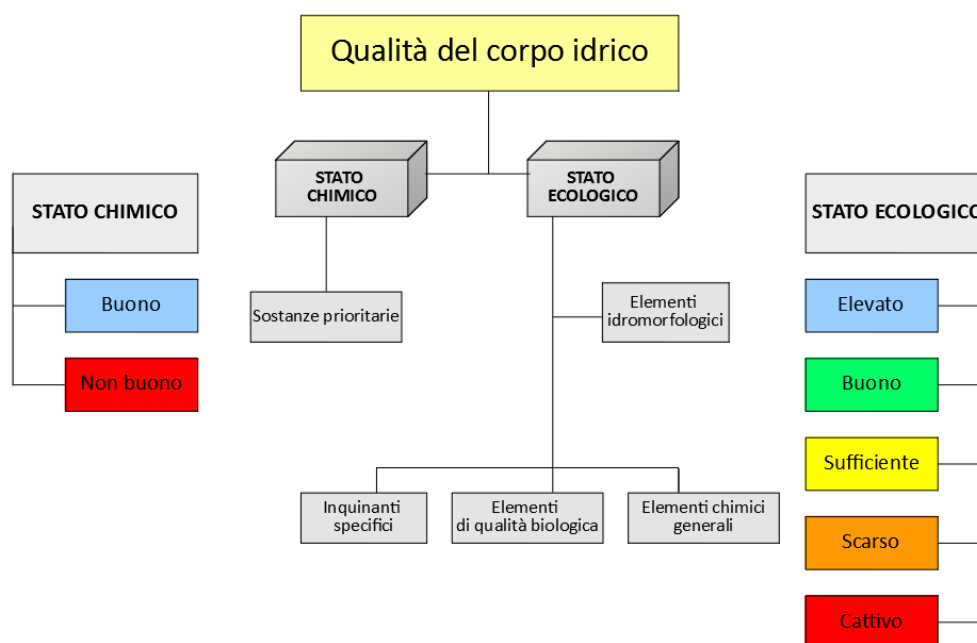 Qualità del corpo idrico
STATO
CHIMICO
STATO
ECOLOGICO
STATO CHIMICO
Buono
Non buono
Sostanze prioritarie
Elementi
idromorfologici
Inquinanti
specifici
Elementi
di qualità biologica
Elementi chimici
generali
STATO ECOLOGICO
Elevato
Buono
Sufficiente
Scarso
Cattivo